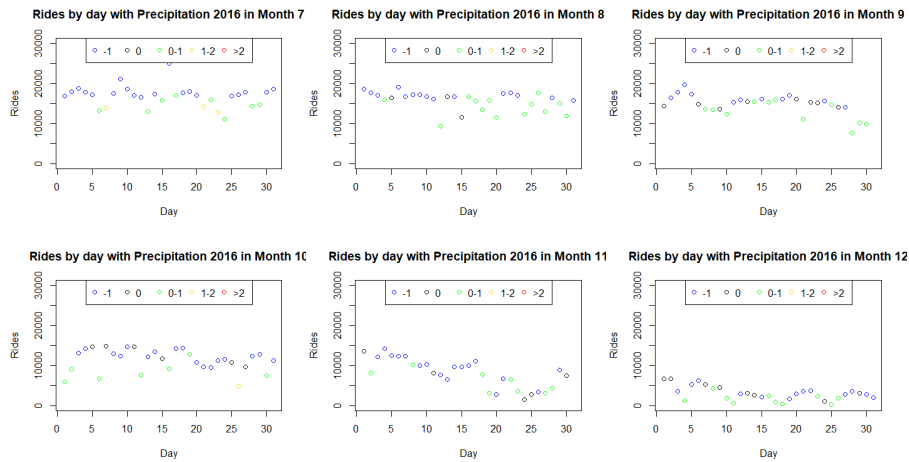 Rides by day with Precipitation 2016 in Month 7
Rides
0 10000 20000 30000
-1 0 0-1 1-2 >2
0 5 10 15 20 25 30
Day
Rides by day with Precipitation 2016 in Month 8
Rides
0 10000 20000 30000
-1 0 0-1 1-2 >2
0 5 10 15 20 25 30
Day
Rides by day with Precipitation 2016 in Month 9
Rides
0 10000 20000 30000
-1 0 0-1 1-2 >2
0 5 10 15 20 25 30
Day
Rides by day with Precipitation 2016 in Month 10
Rides
0 10000 20000 30000
-1 0 0-1 1-2 >2
0 5 10 15 20 25 30
Day
Rides by day with Precipitation 2016 in Month 11
Rides
0 10000 20000 30000
-1 0 0-1 1-2 >2
0 5 10 15 20 25 30
Day
Rides by day with Precipitation 2016 in Month 12
Rides
0 10000 20000 30000
-1 0 0-1 1-2 >2
0 5 10 15 20 25 30
Day